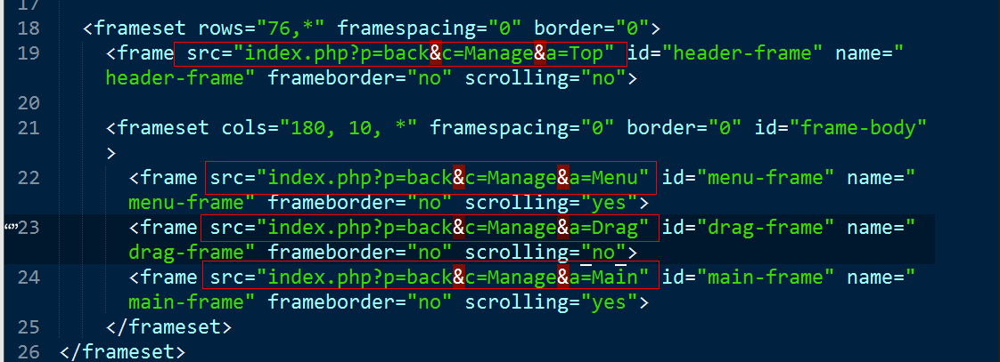 17
18 <frameset rows="76,*" framespacing="0" border="0">
19 <frame src="index.php?p=back&c=Manage&a=Top" id="header-frame" name="
header-frame" frameborder="no" scrolling="no">
20
21 <frameset cols="180, 10, *" framespacing="0" border="0" id="frame-body"
>
22 <frame src="index.php?p=back&c=Manage&a=Menu" id="menu-frame" name="
menu-frame" frameborder="no" scrolling="yes">
23 <frame src="index.php?p=back&c=Manage&a=Drag" id="drag-frame" name="
drag-frame" frameborder="no" scrolling="no">
24 <frame src="index.php?p=back&c=Manage&a=Main" id="main-frame" name="
main-frame" frameborder="no" scrolling="yes">
25 </frameset>
26 </frameset>